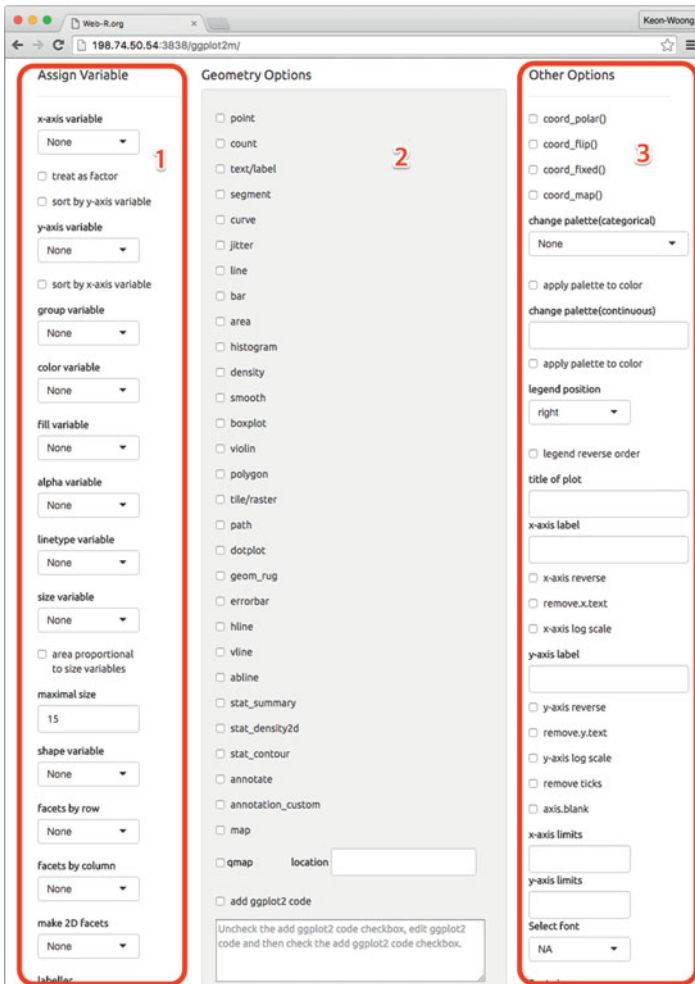 Web-R.org
Keon-Woong
198.74.50.54:3838/ggplot2m/
Assign Variable
x-axis variable
None
treat as factor
sort by y-axis variable
y-axis variable
None
sort by x-axis variable
group variable
None
color variable
None
fill variable
None
alpha variable
None
linetype variable
None
size variable
None
area proportional
to size variables
maximal size
15
shape variable
None
facets by row
None
facets by column
None
make 2D facets
None
labeller
1
Geometry Options
point
count
text/label
segment
curve
jitter
line
bar
area
histogram
density
smooth
boxplot
violin
polygon
tile/raster
path
dotplot
geom_rug
errorbar
hline
vline
abline
stat_summary
stat_density2d
stat_contour
annotate
annotation_custom
map
qmap location
add ggplot2 code
Uncheck the add ggplot2 code checkbox, edit ggplot2
code and then check the add ggplot2 code checkbox.
2
Other Options
coord_polar()
coord_flip()
coord_fixed()
coord_map()
change palette(categorical)
None
apply palette to color
change palette(continuous)
apply palette to color
legend position
right
legend reverse order
title of plot
x-axis label
x-axis reverse
remove.x.text
x-axis log scale
y-axis label
y-axis reverse
remove.y.text
y-axis log scale
remove ticks
axis.blank
x-axis limits
y-axis limits
Select font
NA
3